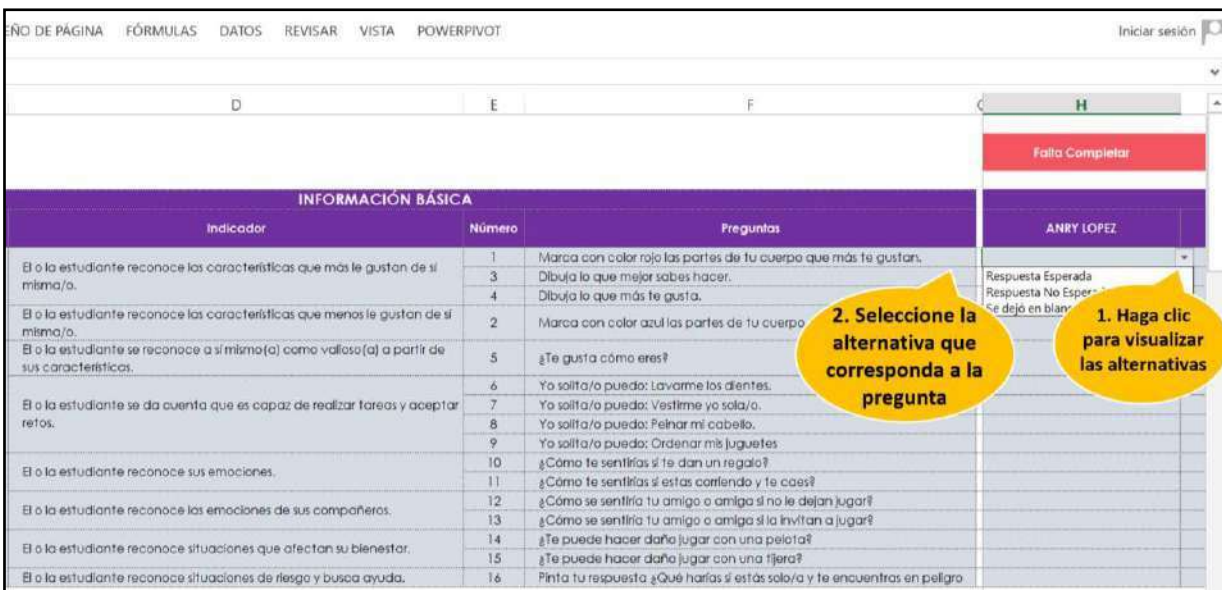 EÑO DE PÁGINA FÓRMULAS DATOS REVISAR VISTA POWERPIVOT Iniciar sesión
D E F H
Falta Completar
INFORMACIÓN BÁSICA
Indicador Número Preguntas ANRY LOPEZ
El o la estudiante reconoce las características que más le gustan de sí
misma/o.
1 Marca con color rojo las partes de tu cuerpo que más te gustan.
3 Dibuja lo que mejor sabes hacer.
4 Dibuja lo que más te gusta.
Respuesta Esperada
Respuesta No Esper
Se dejó en blan
El o la estudiante reconoce las características que menos le gustan de sí
misma/o.
2 Marca con color azul las partes de tu cuerpo
2. Seleccione la
alternativa que
corresponda a la
pregunta
1. Haga clic
para visualizar
las alternativas
El o la estudiante se reconoce a sí mismo(a) como valioso(a) a partir de
sus características.
5 ¿Te gusta cómo eres?
El o la estudiante se da cuenta que es capaz de realizar tareas y aceptar
retos.
6 Yo solita/o puedo: Lavarme los dientes.
7 Yo solita/o puedo: Vestirme yo sola/o.
8 Yo solita/o puedo: Peinar mi cabello.
9 Yo solita/o puedo: Ordenar mis juguetes
El o la estudiante reconoce sus emociones.
10 ¿Cómo te sentirías si te dan un regalo?
11 ¿Cómo te sentirías si estas corriendo y te caes?
El o la estudiante reconoce las emociones de sus compañeros.
12 ¿Cómo se sentiría tu amigo o amiga si no le dejan jugar?
13 ¿Cómo se sentiría tu amigo o amiga si la invitan a jugar?
El o la estudiante reconoce situaciones que afectan su bienestar.
14 ¿Te puede hacer daño jugar con una pelota?
15 ¿Te puede hacer daño jugar con una tijera?
El o la estudiante reconoce situaciones de riesgo y busca ayuda.
16 Pinta tu respuesta ¿Qué harías si estás solo/a y te encuentras en peligro